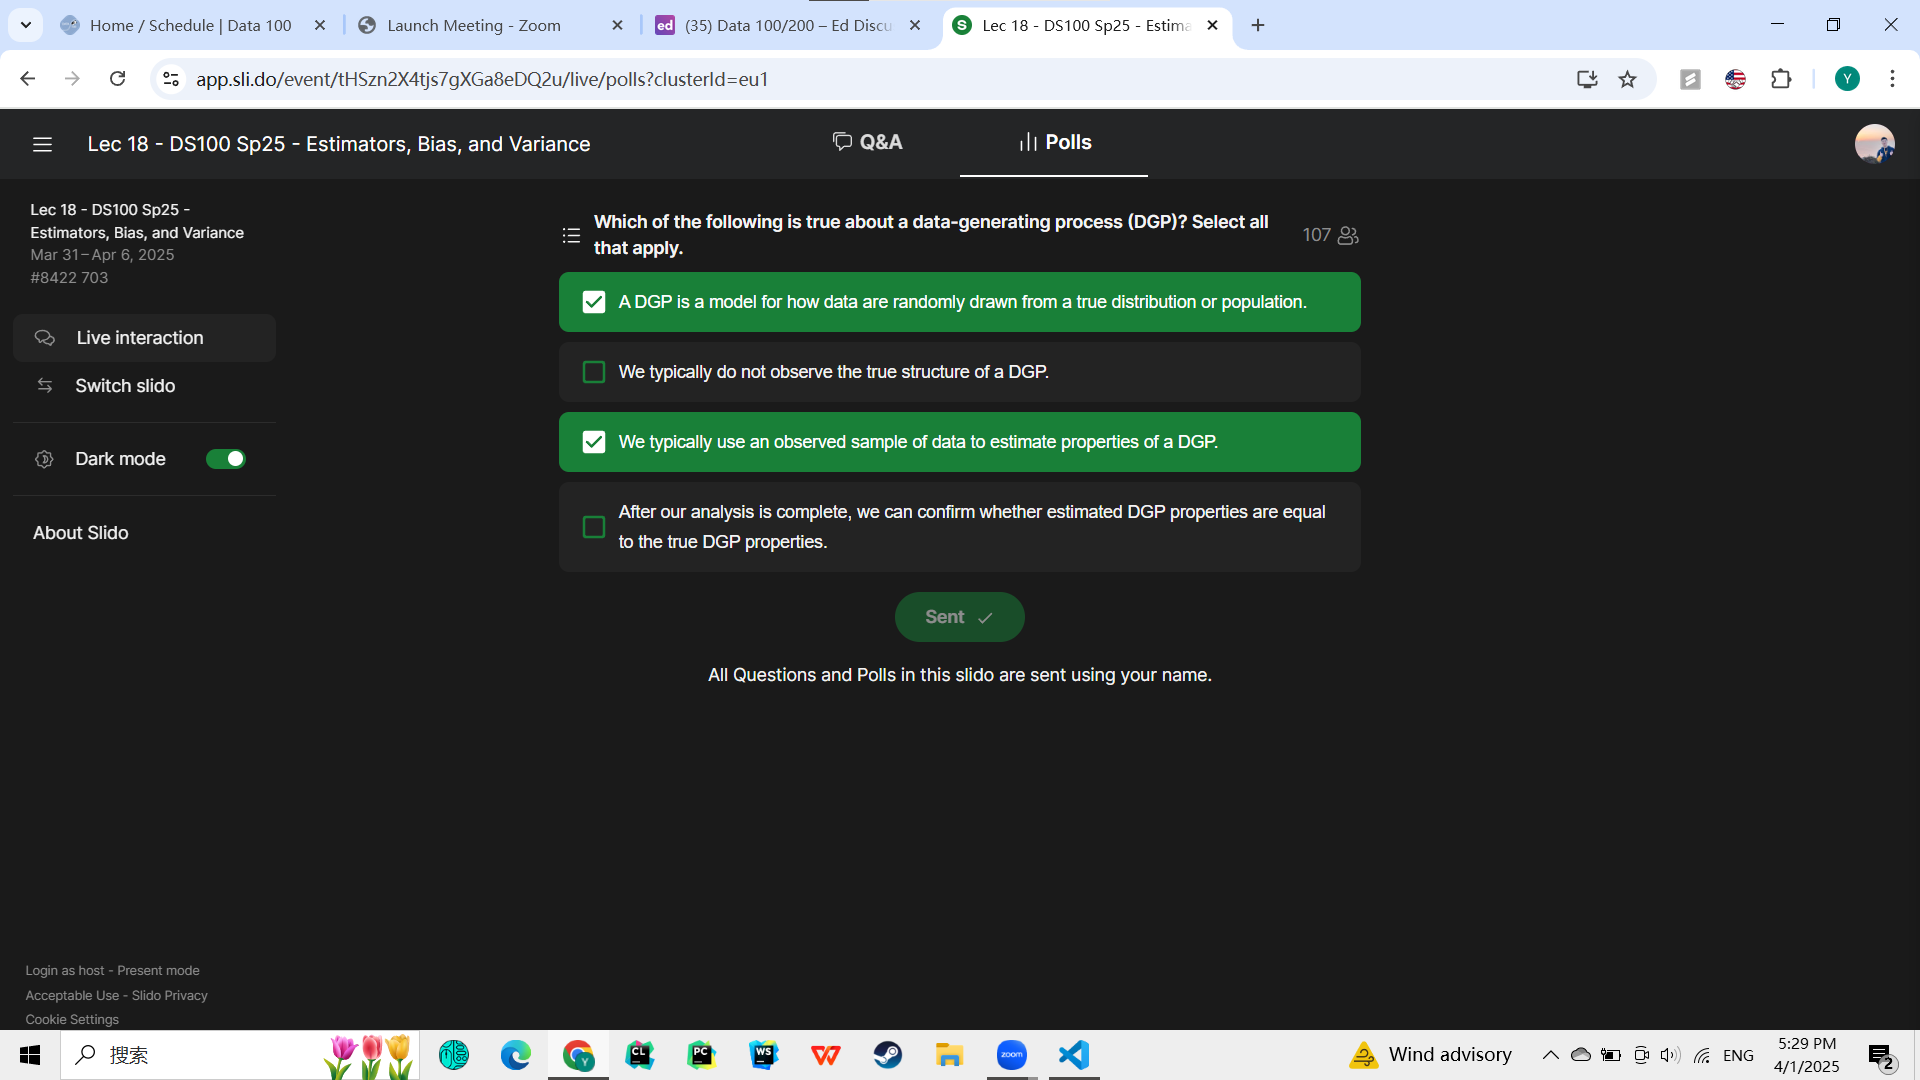 Home / Schedule | Data 100
Launch Meeting - Zoom
ed
(35) Data 100/200 – Ed Discu
S
Lec 18 - DS100 Sp25 - Estima
app.sli.do/event/tHSzn2X4tjs7gXGa8eDQ2u/live/polls?clusterId=eu1
Y
Lec 18 - DS100 Sp25 - Estimators, Bias, and Variance
Q&A
Polls
Lec 18 - DS100 Sp25 -
Estimators, Bias, and Variance
Mar 31 – Apr 6, 2025
#8422 703
Live interaction
Switch slido
Dark mode
About Slido
Which of the following is true about a data-generating process (DGP)? Select all
that apply.
107
A DGP is a model for how data are randomly drawn from a true distribution or population.
We typically do not observe the true structure of a DGP.
We typically use an observed sample of data to estimate properties of a DGP.
After our analysis is complete, we can confirm whether estimated DGP properties are equal
to the true DGP properties.
Sent
All Questions and Polls in this slido are sent using your name.
Login as host - Present mode
Acceptable Use - Slido Privacy
Cookie Settings
搜索
Y
CL
PC
WS
zoom
Wind advisory
ENG
5:29 PM
4/1/2025
2